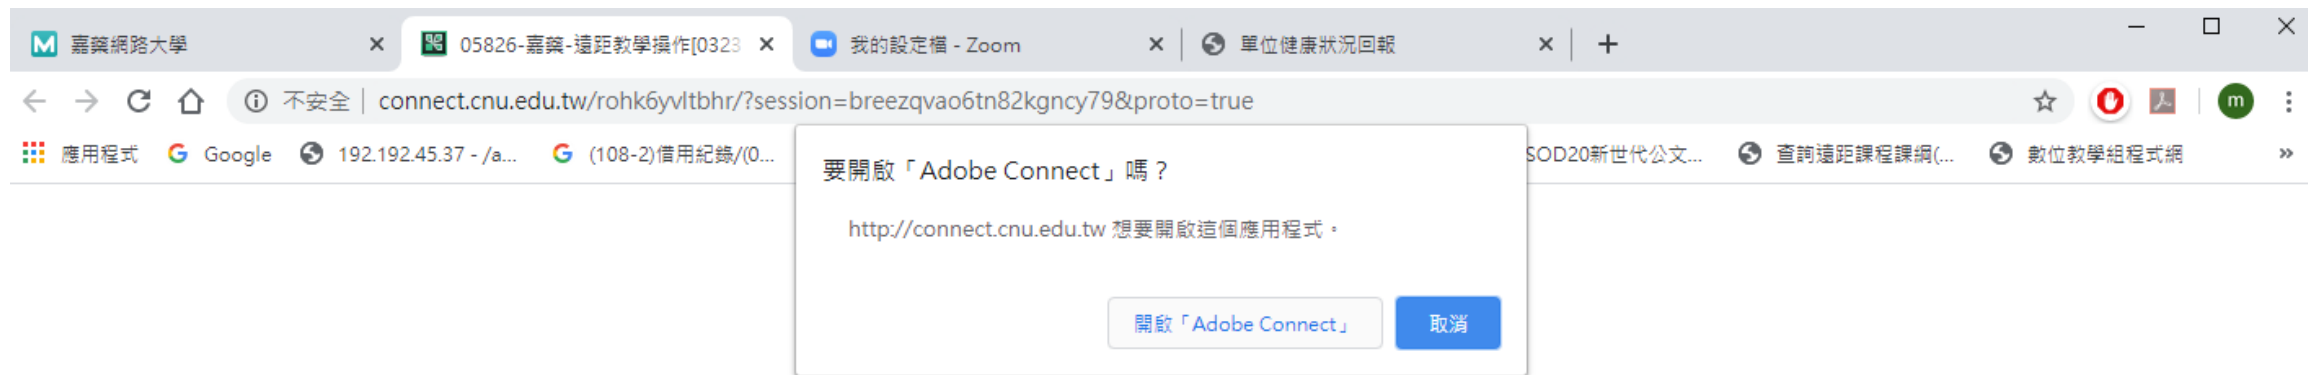 嘉藥網路大學
05826-嘉藥-遠距教學操作[0323
我的設定檔 - Zoom
單位健康狀況回報
不安全 connect.cnu.edu.tw/rohk6yvltbhr/?session=breezqvao6tn82kgncy79&proto=true
m
應用程式
Google
192.192.45.37 - /a...
(108-2)借用紀錄/(0...
SOD20新世代公文...
查詢遠距課程課綱(...
數位教學組程式網
»
要開啟「Adobe Connect」嗎？
http://connect.cnu.edu.tw 想要開啟這個應用程式。
開啟「Adobe Connect」
取消